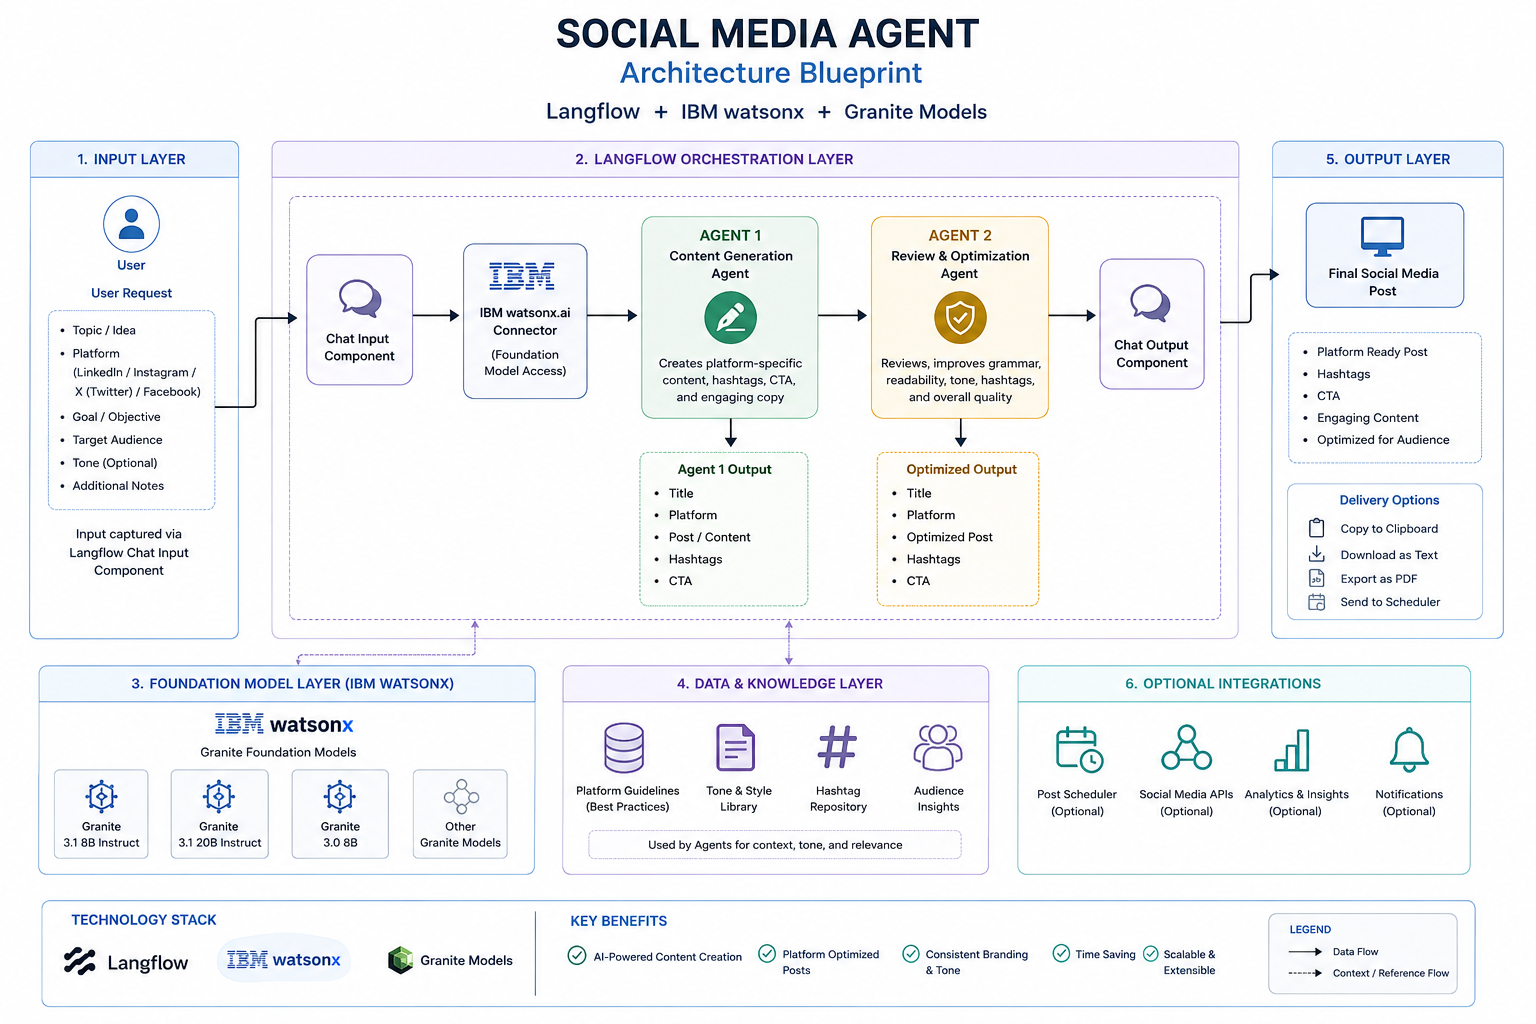 SOCIAL MEDIA AGENT
Architecture Blueprint
Langflow + IBM watsonx + Granite Models
1. INPUT LAYER
User
User Request
• Topic / Idea
• Platform
(LinkedIn / Instagram /
X (Twitter) / Facebook)
• Goal / Objective
• Target Audience
• Tone (Optional)
• Additional Notes
Input captured via
Langflow Chat Input
Component
2. LANGFLOW ORCHESTRATION LAYER
Chat Input
Component
IBM
IBM watsonx.ai
Connector
(Foundation
Model Access)
AGENT 1
Content Generation
Agent
Creates platform-specific
content, hashtags, CTA,
and engaging copy
Agent 1 Output
• Title
• Platform
• Post / Content
• Hashtags
• CTA
AGENT 2
Review & Optimization
Agent
Reviews, improves grammar,
readability, tone, hashtags,
and overall quality
Optimized Output
• Title
• Platform
• Optimized Post
• Hashtags
• CTA
Chat Output
Component
5. OUTPUT LAYER
Final Social Media
Post
• Platform Ready Post
• Hashtags
• CTA
• Engaging Content
• Optimized for Audience
Delivery Options
Copy to Clipboard
Download as Text
Export as PDF
Send to Scheduler
3. FOUNDATION MODEL LAYER (IBM WATSONX)
IBM watsonx
Granite Foundation Models
Granite
3.1 8B Instruct
Granite
3.1 20B Instruct
Granite
3.0 8B
Other
Granite Models
4. DATA & KNOWLEDGE LAYER
Platform Guidelines
(Best Practices)
Tone & Style
Library
Hashtag
Repository
Audience
Insights
Used by Agents for context, tone, and relevance
6. OPTIONAL INTEGRATIONS
Post Scheduler
(Optional)
Social Media APIs
(Optional)
Analytics & Insights
(Optional)
Notifications
(Optional)
TECHNOLOGY STACK
Langflow
IBM watsonx
Granite Models
KEY BENEFITS
AI-Powered Content Creation
Platform Optimized
Posts
Consistent Branding
& Tone
Time Saving
Scalable &
Extensible
LEGEND
Data Flow
Context / Reference Flow